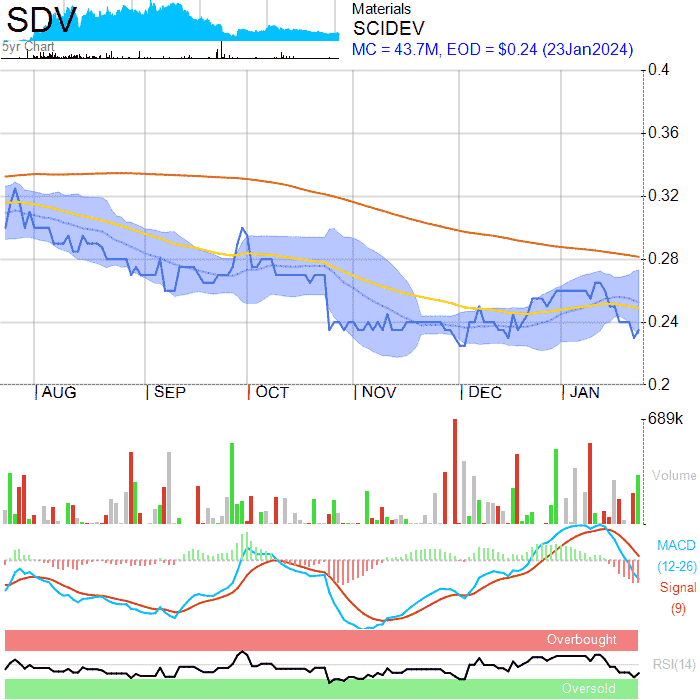 SDV
5yr Chart
Materials
SCIDEV
MC = 43.7M, EOD = $0.24 (23Jan2024)
0.4
0.36
0.32
0.28
0.24
0.2
AUG
SEP
OCT
NOV
DEC
JAN
689k
Volume
MACD
(12-26)
Signal
(9)
Overbought
RSI(14)
Oversold